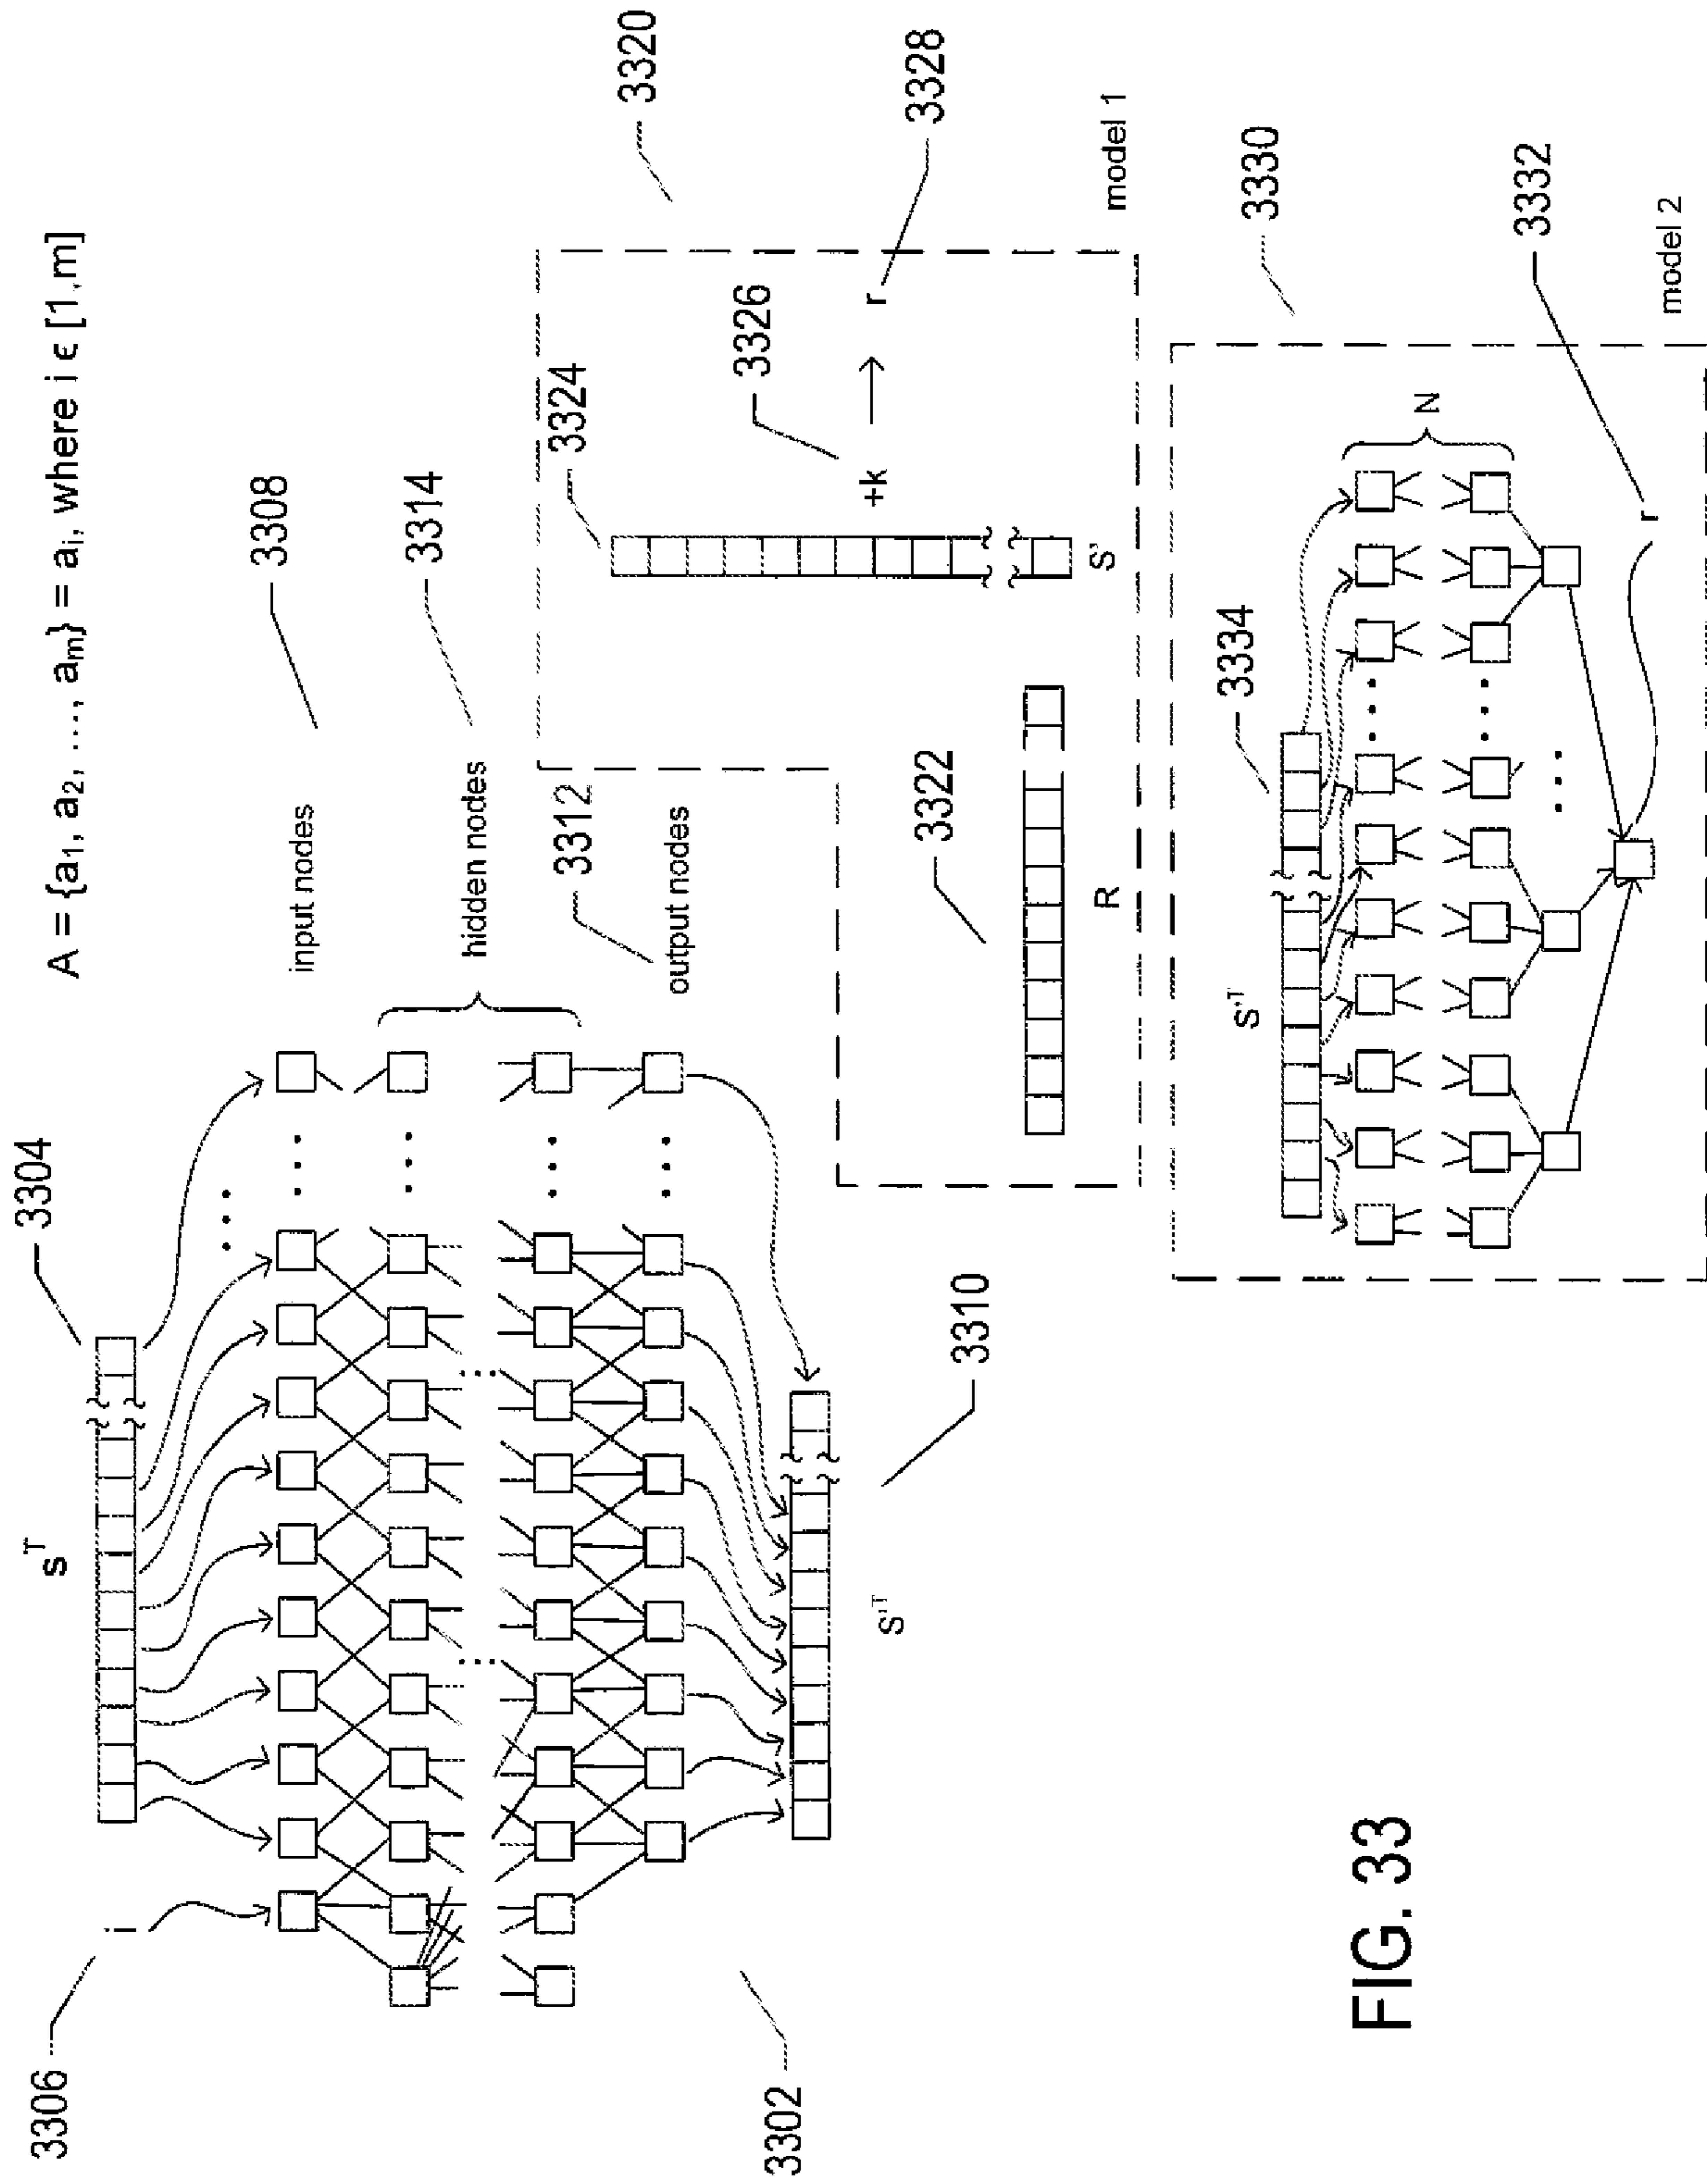 A = {a₁, a₂, ..., aₘ} = aᵢ, where i ϵ [1,m]
3304
3306
sᵀ
i
input nodes
3308
hidden nodes
3314
3312
output nodes
3302
3310
S'ᵀ
3320
3324
3326
+k
r
3328
3322
R
S'
model 1
3330
3334
S'ᵀ
N
r
3332
model 2
FIG. 33